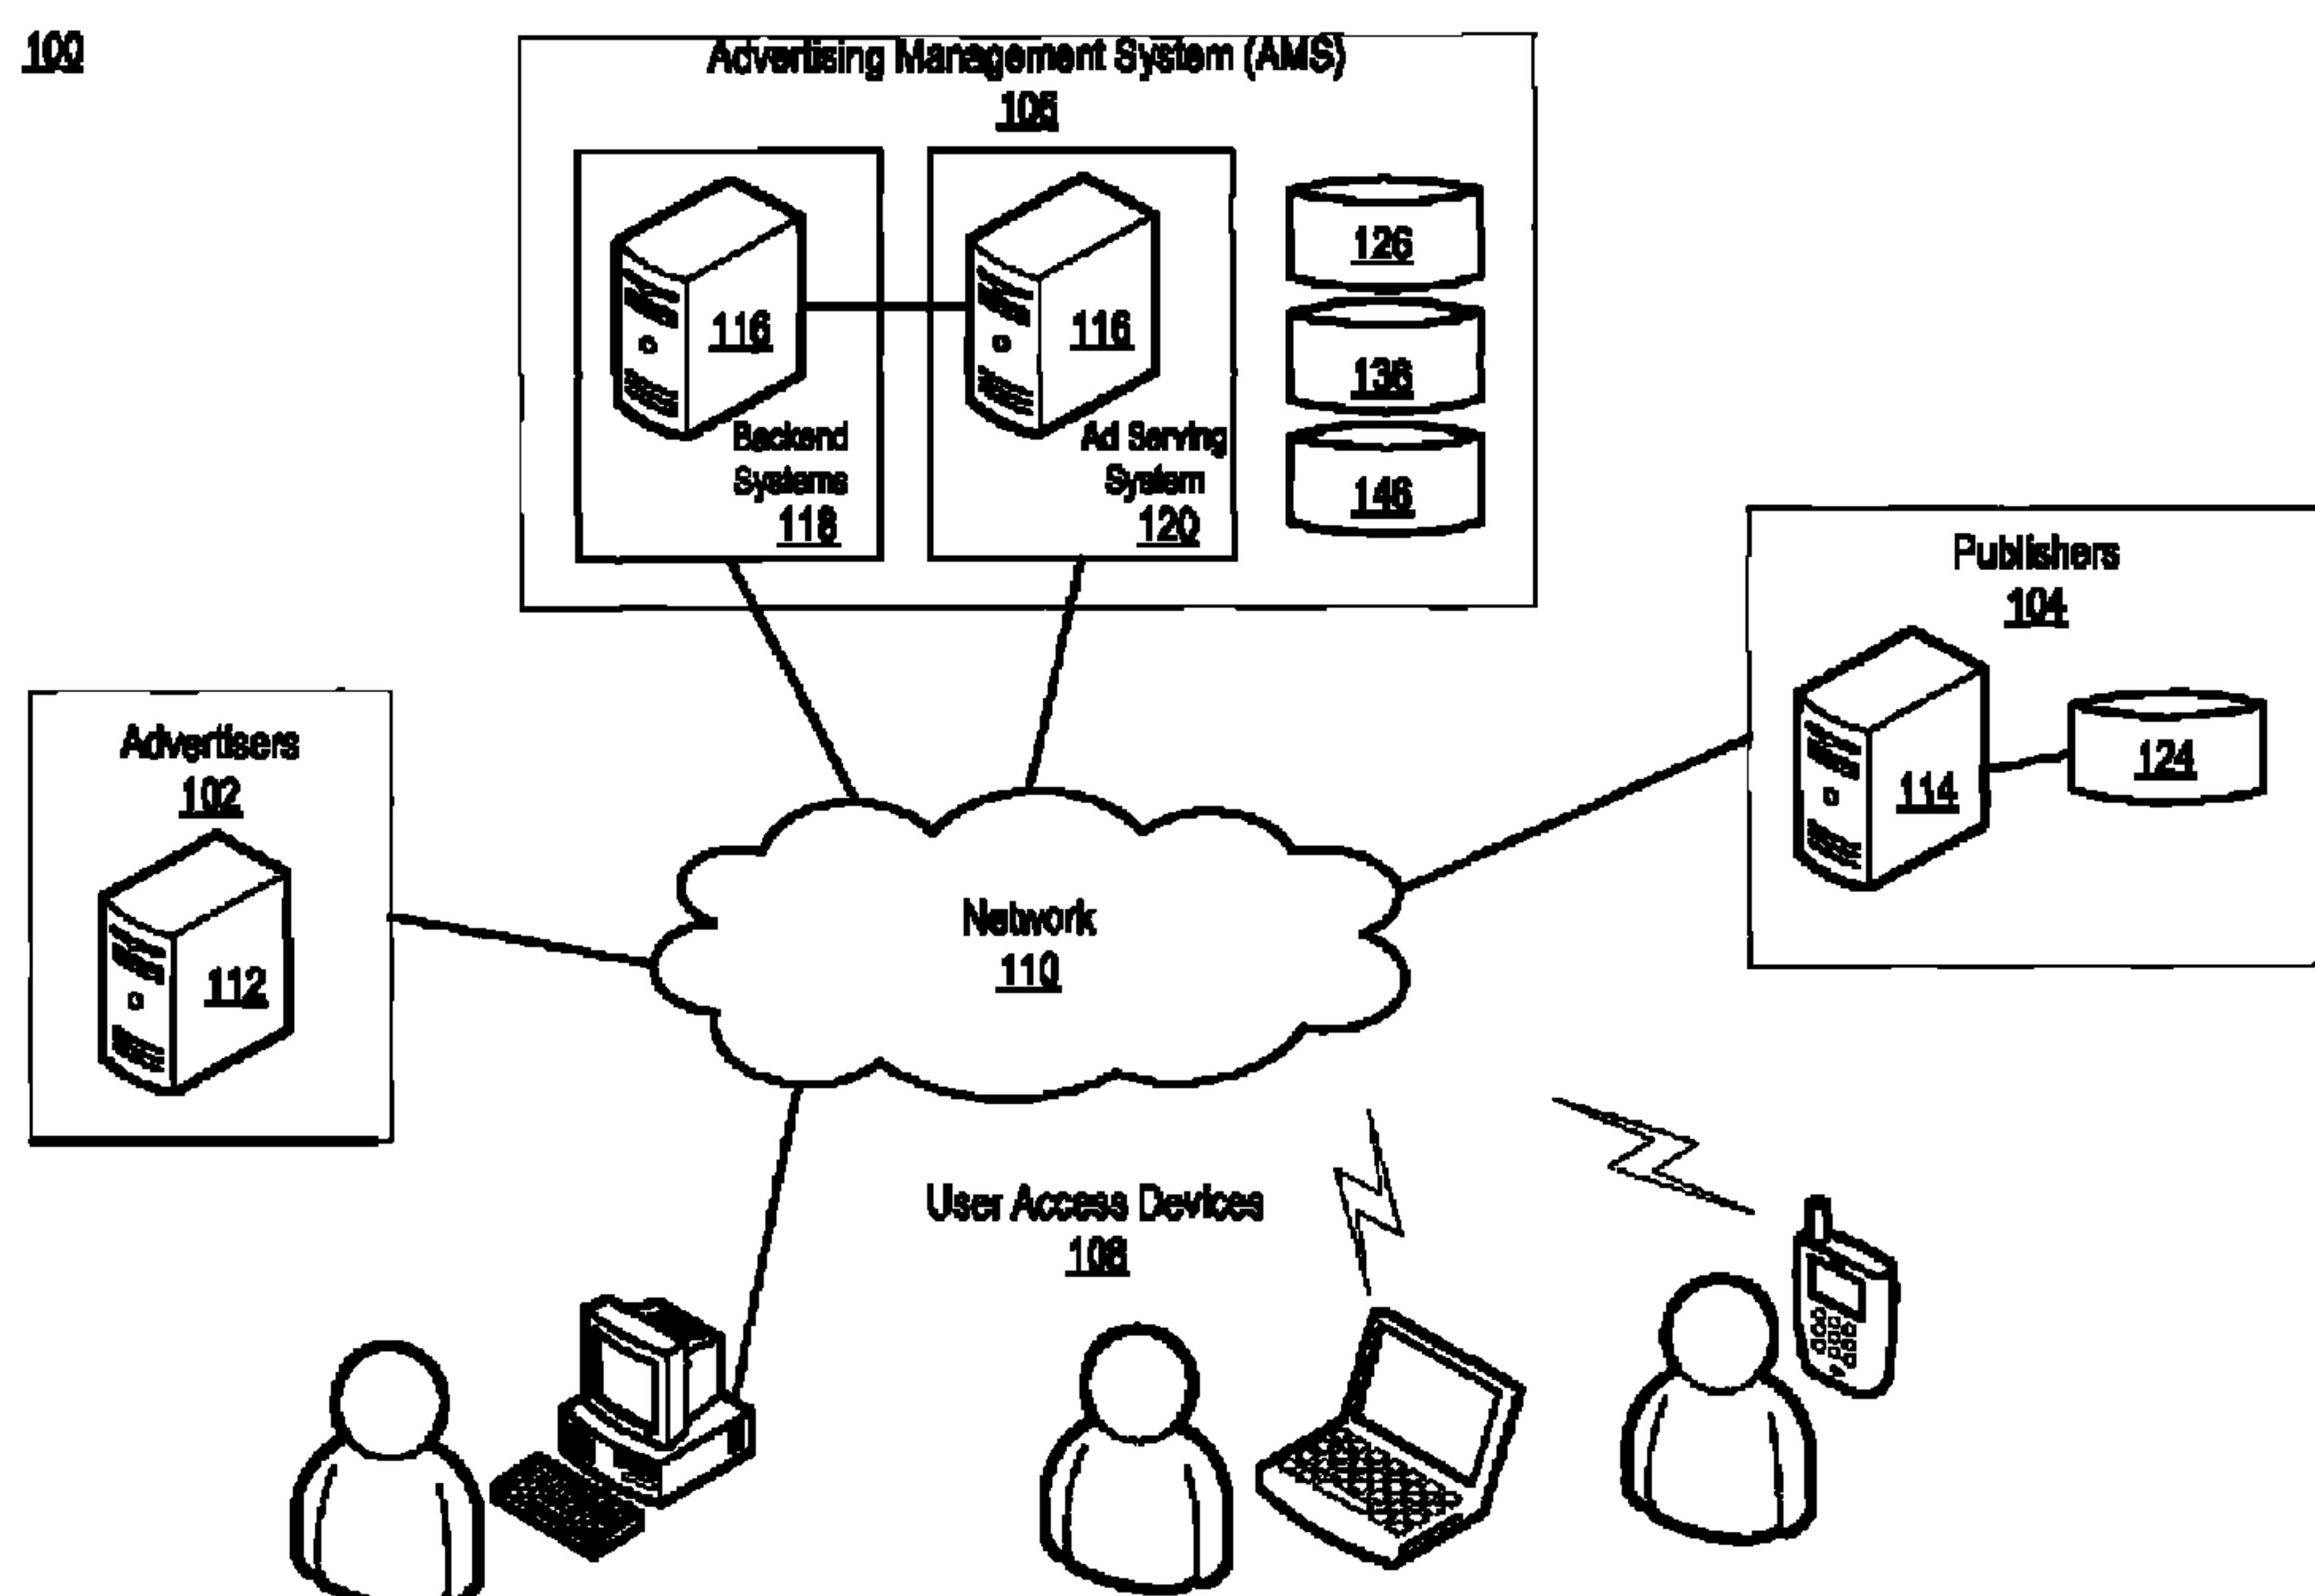 100
Advertising Management System (AMS)
106
116
116
Backend
Systems
118
Ad Serving
System
120
126
136
146
Publishers
104
114
124
Advertisers
102
112
Network
110
User Access Devices
108